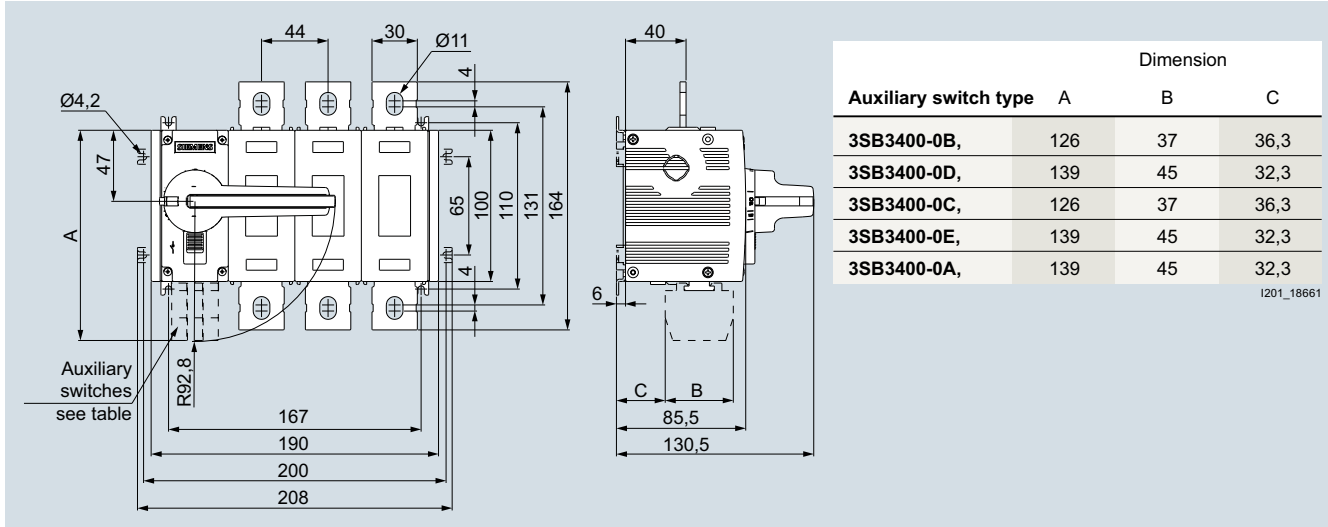 44
30
Ø11
4
Ø4,2
47
SIEMENS
A
65
100
110
131
164
4
R92,8
Auxiliary
switches
see table
167
190
200
208
40
6
C
B
85,5
130,5
Dimension
Auxiliary switch type A B C
3SB3400-0B, 126 37 36,3
3SB3400-0D, 139 45 32,3
3SB3400-0C, 126 37 36,3
3SB3400-0E, 139 45 32,3
3SB3400-0A, 139 45 32,3
I201_18661